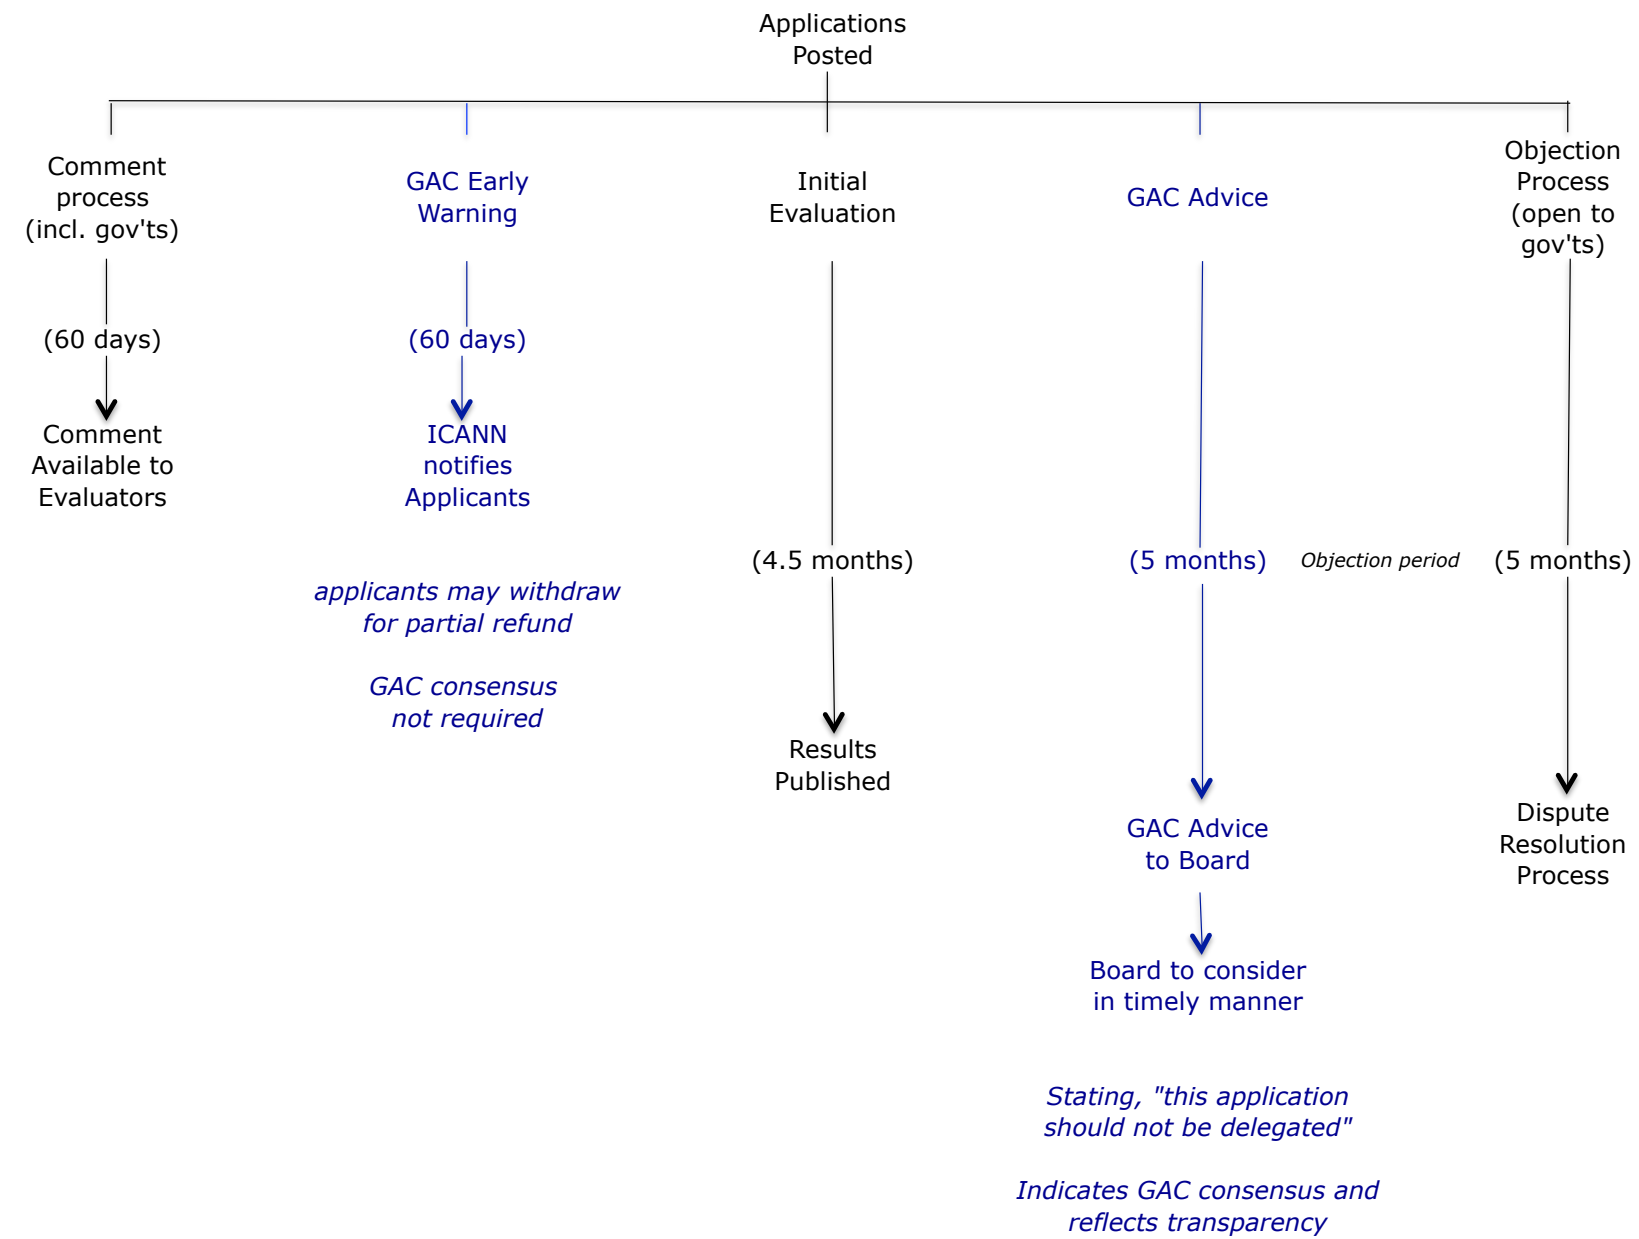 Applications
Posted
Comment
process
(incl. gov'ts)
(60 days)
Comment
Available to
Evaluators
GAC Early
Warning
(60 days)
ICANN
notifies
Applicants
applicants may withdraw
for partial refund
GAC consensus
not required
Initial
Evaluation
(4.5 months)
Results
Published
GAC Advice
(5 months)
GAC Advice
to Board
Board to consider
in timely manner
Stating, "this application
should not be delegated"
Indicates GAC consensus and
reflects transparency
Objection period
Objection
Process
(open to
gov'ts)
(5 months)
Dispute
Resolution
Process